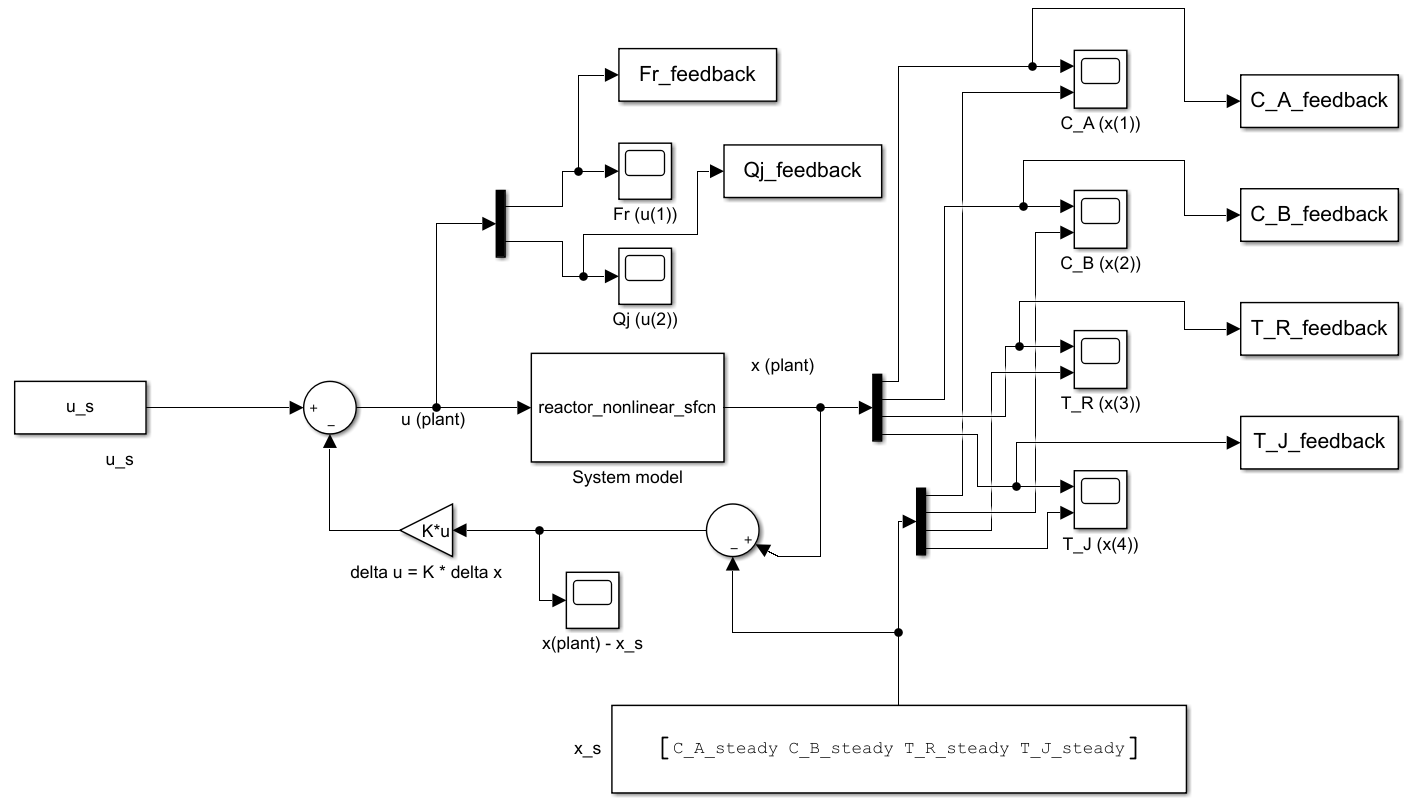 Fr_feedback
C_A_feedback
C_A (x(1))
Qj_feedback
Fr (u(1))
C_B_feedback
C_B (x(2))
Qj (u(2))
T_R_feedback
x (plant)
u_s
+
−
u (plant)
reactor_nonlinear_sfcn
T_R (x(3))
T_J_feedback
u_s
System model
K*u
− +
T_J (x(4))
delta u = K * delta x
x(plant) - x_s
x_s
[C_A_steady C_B_steady T_R_steady T_J_steady]